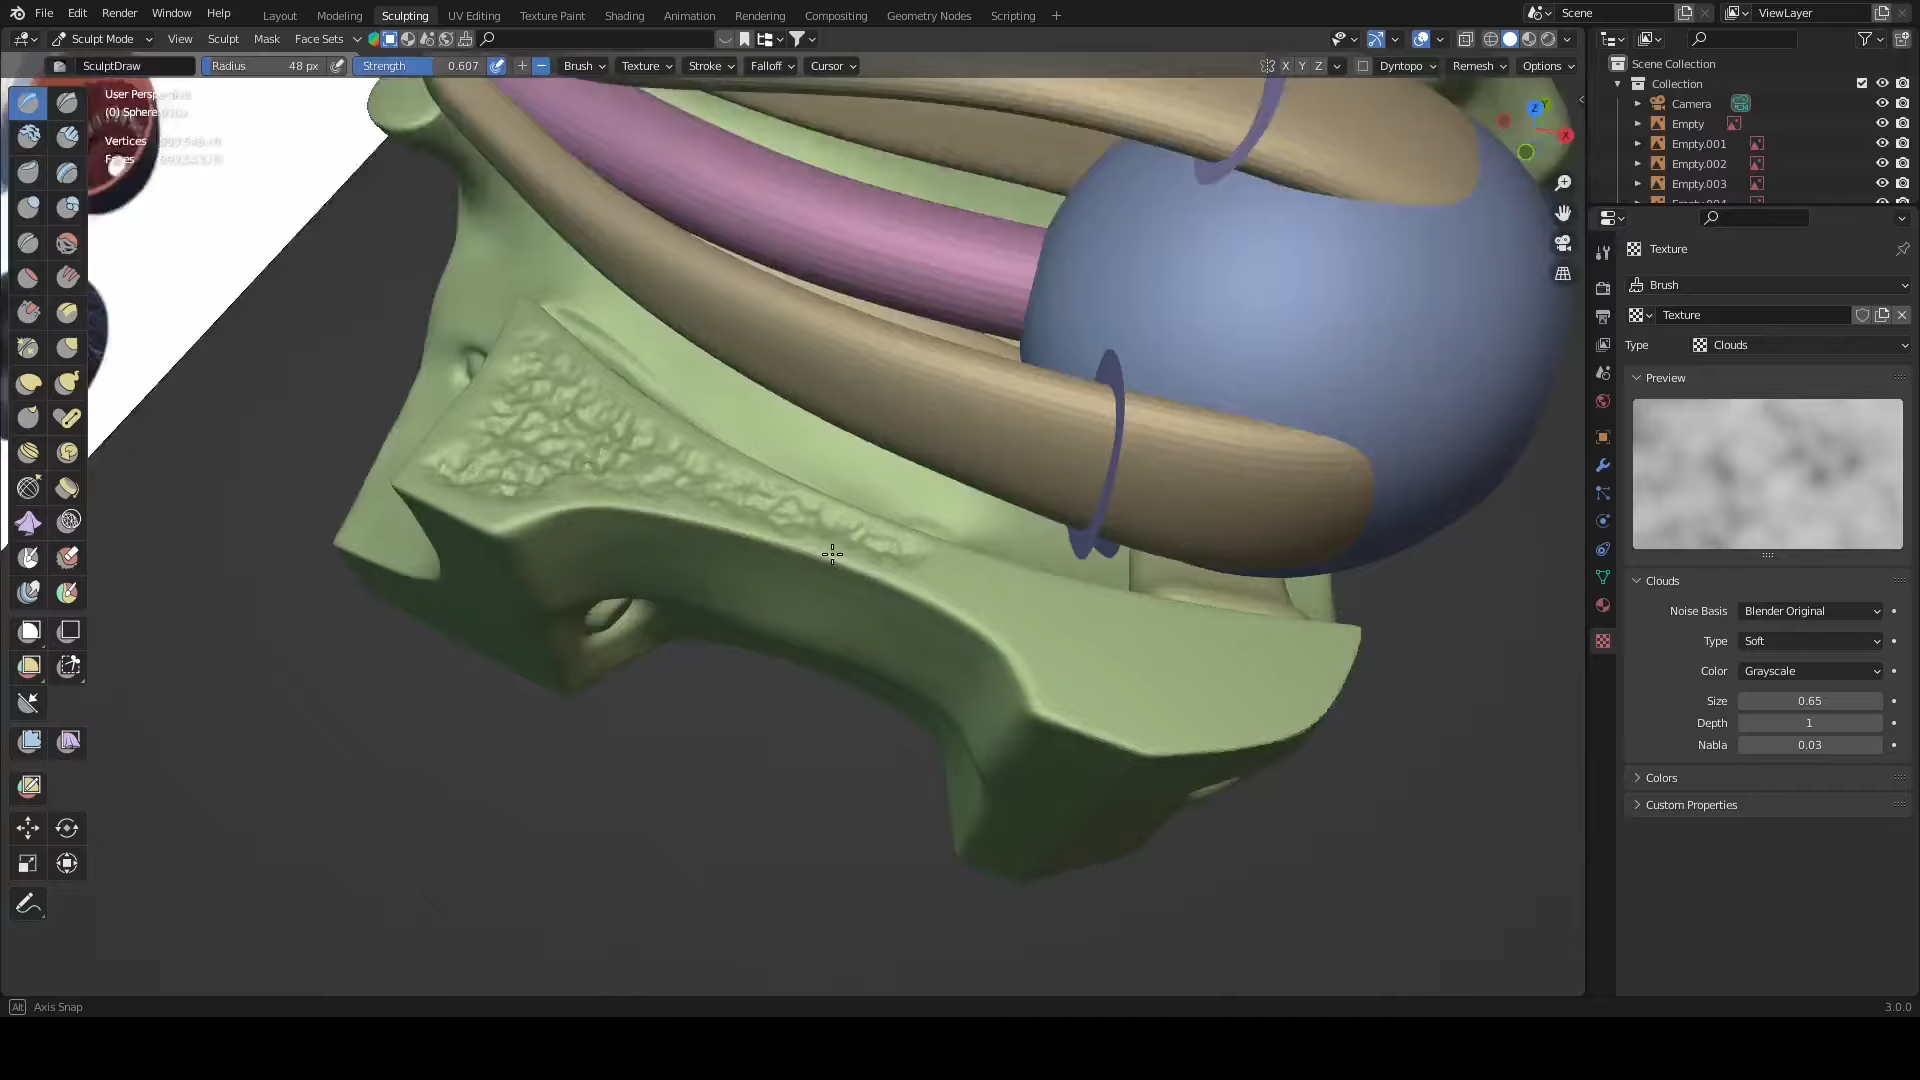 File Edit Render Window Help Layout Modeling Sculpting UV Editing Texture Paint Shading Animation Rendering Compositing Geometry Nodes Scripting + Scene ViewLayer
Sculpt Mode View Sculpt Mask Face Sets
SculptDraw Radius 48 px Strength 0.607 Brush Texture Stroke Falloff Cursor X Y Z Dyntopo Remesh Options
User Perspective
(0) Sphere
Vertices
Faces
Z
Y
X
Scene Collection
Collection
Camera
Empty
Empty.001
Empty.002
Empty.003
Empty.004
Texture
Brush
Texture
Type Clouds
Preview
Clouds
Noise Basis Blender Original
Type Soft
Color Grayscale
Size 0.65
Depth 1
Nabla 0.03
Colors
Custom Properties
Alt Axis Snap 3.0.0